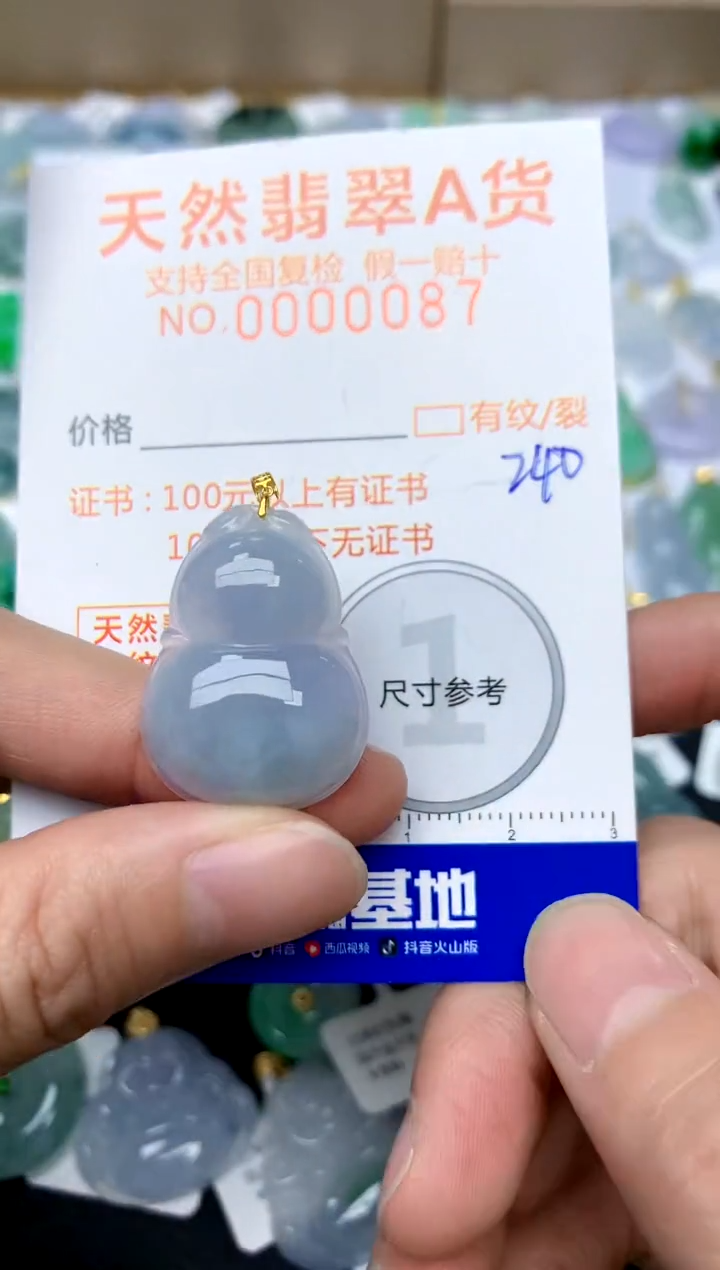 天然翡翠A货
支持全国复检 假一赔十
NO.0000087
价格
有纹/裂
240
证书：100元以上有证书
10 下无证书
天然
1
尺寸参考
1 2 3
基地
抖音 西瓜视频 抖音火山版